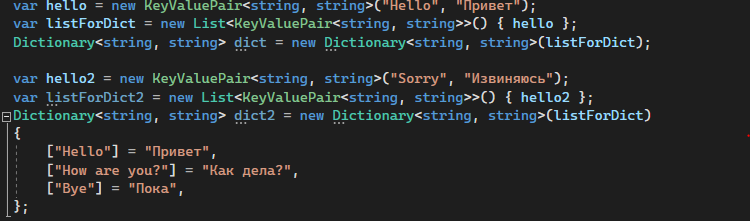 var hello = new KeyValuePair<string, string>("Hello", "Привет");
var listForDict = new List<KeyValuePair<string, string>>() { hello };
Dictionary<string, string> dict = new Dictionary<string, string>(listForDict);
var hello2 = new KeyValuePair<string, string>("Sorry", "Извиняюсь");
var listForDict2 = new List<KeyValuePair<string, string>>() { hello2 };
Dictionary<string, string> dict2 = new Dictionary<string, string>(listForDict)
{
["Hello"] = "Привет",
["How are you?"] = "Как дела?",
["Bye"] = "Пока",
};